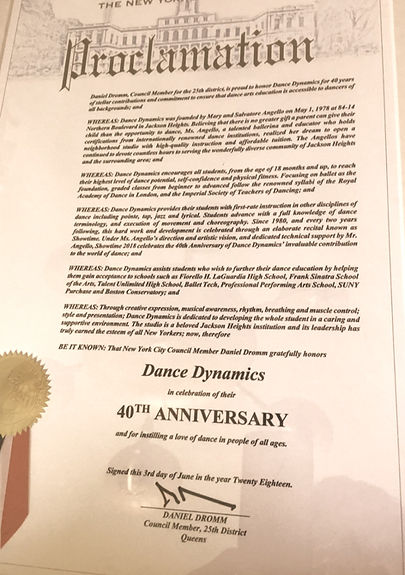 THE NEW YORK
Proclamation
Daniel Dromm, Council Member for the 25th district, is proud to honor Dance Dynamics for 40 years
of stellar contributions and commitment to ensure that dance arts education is accessible to dancers of
all backgrounds; and
WHEREAS: Dance Dynamics was founded by Mary and Salvatore Angello on May 1, 1978 at 84-14
Northern Boulevard in Jackson Heights. Believing that there is no greater gift a parent can give their
child than the opportunity to dance, Ms. Angello, a talented ballerina and educator who holds
certifications from internationally renowned dance institutions, realized her dream to open a
neighborhood studio with high-quality instruction and affordable tuition. The Angellos have
continued to devote countless hours to serving the wonderfully diverse community of Jackson Heights
and the surrounding area; and
WHEREAS: Dance Dynamics encourages all students, from the age of 18 months and up, to reach
their highest level of dance potential, self-confidence and physical fitness. Focusing on ballet as the
foundation, graded classes from beginner to advanced follow the renowned syllabi of the Royal
Academy of Dance in London, and the Imperial Society of Teachers of Dancing; and
WHEREAS: Dance Dynamics provides their students with first-rate instruction in other disciplines of
dance including pointe, tap, jazz and lyrical. Students advance with a full knowledge of dance
terminology, and execution of movement and choreography. Since 1980, and every two years
following, this hard work and development is celebrated through an elaborate recital known as
Showtime. Under Ms. Angello's direction and artistic vision, and dedicated technical support by Mr.
Angello, Showtime 2018 celebrates the 40th Anniversary of Dance Dynamics' invaluable contribution
to the world of dance; and
WHEREAS: Dance Dynamics assists students who wish to further their dance education by helping
them gain acceptance to schools such as Fiorello H. LaGuardia High School, Frank Sinatra School
of the Arts, Talent Unlimited High School, Ballet Tech, Professional Performing Arts School, SUNY
Purchase and Boston Conservatory; and
WHEREAS: Through creative expression, musical awareness, rhythm, breathing and muscle control;
style and presentation; Dance Dynamics is dedicated to developing the whole student in a caring and
supportive environment. The studio is a beloved Jackson Heights institution and its leadership has
truly earned the esteem of all New Yorkers; now, therefore
BE IT KNOWN: That New York City Council Member Daniel Dromm gratefully honors
Dance Dynamics
in celebration of their
40TH ANNIVERSARY
and for instilling a love of dance in people of all ages.
Signed this 3rd day of June in the year Twenty Eighteen.
DANIEL DROMM
Council Member, 25th District
Queens